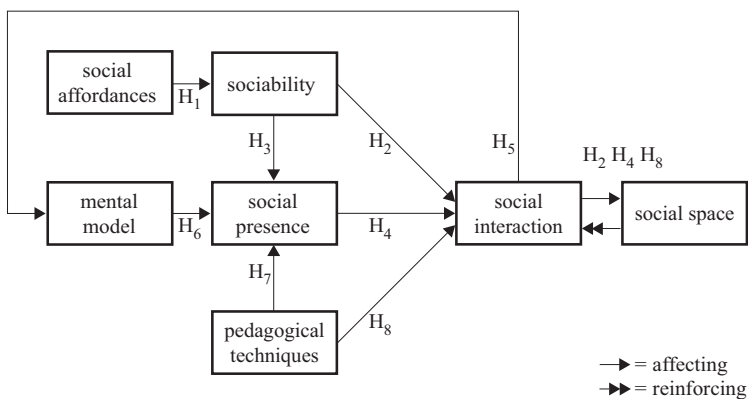 social
affordances
H1
sociability
H3
H2
H5
H2 H4 H8
mental
model
H6
social
presence
H4
social
interaction
social space
H7
pedagogical
techniques
H8
= affecting
= reinforcing